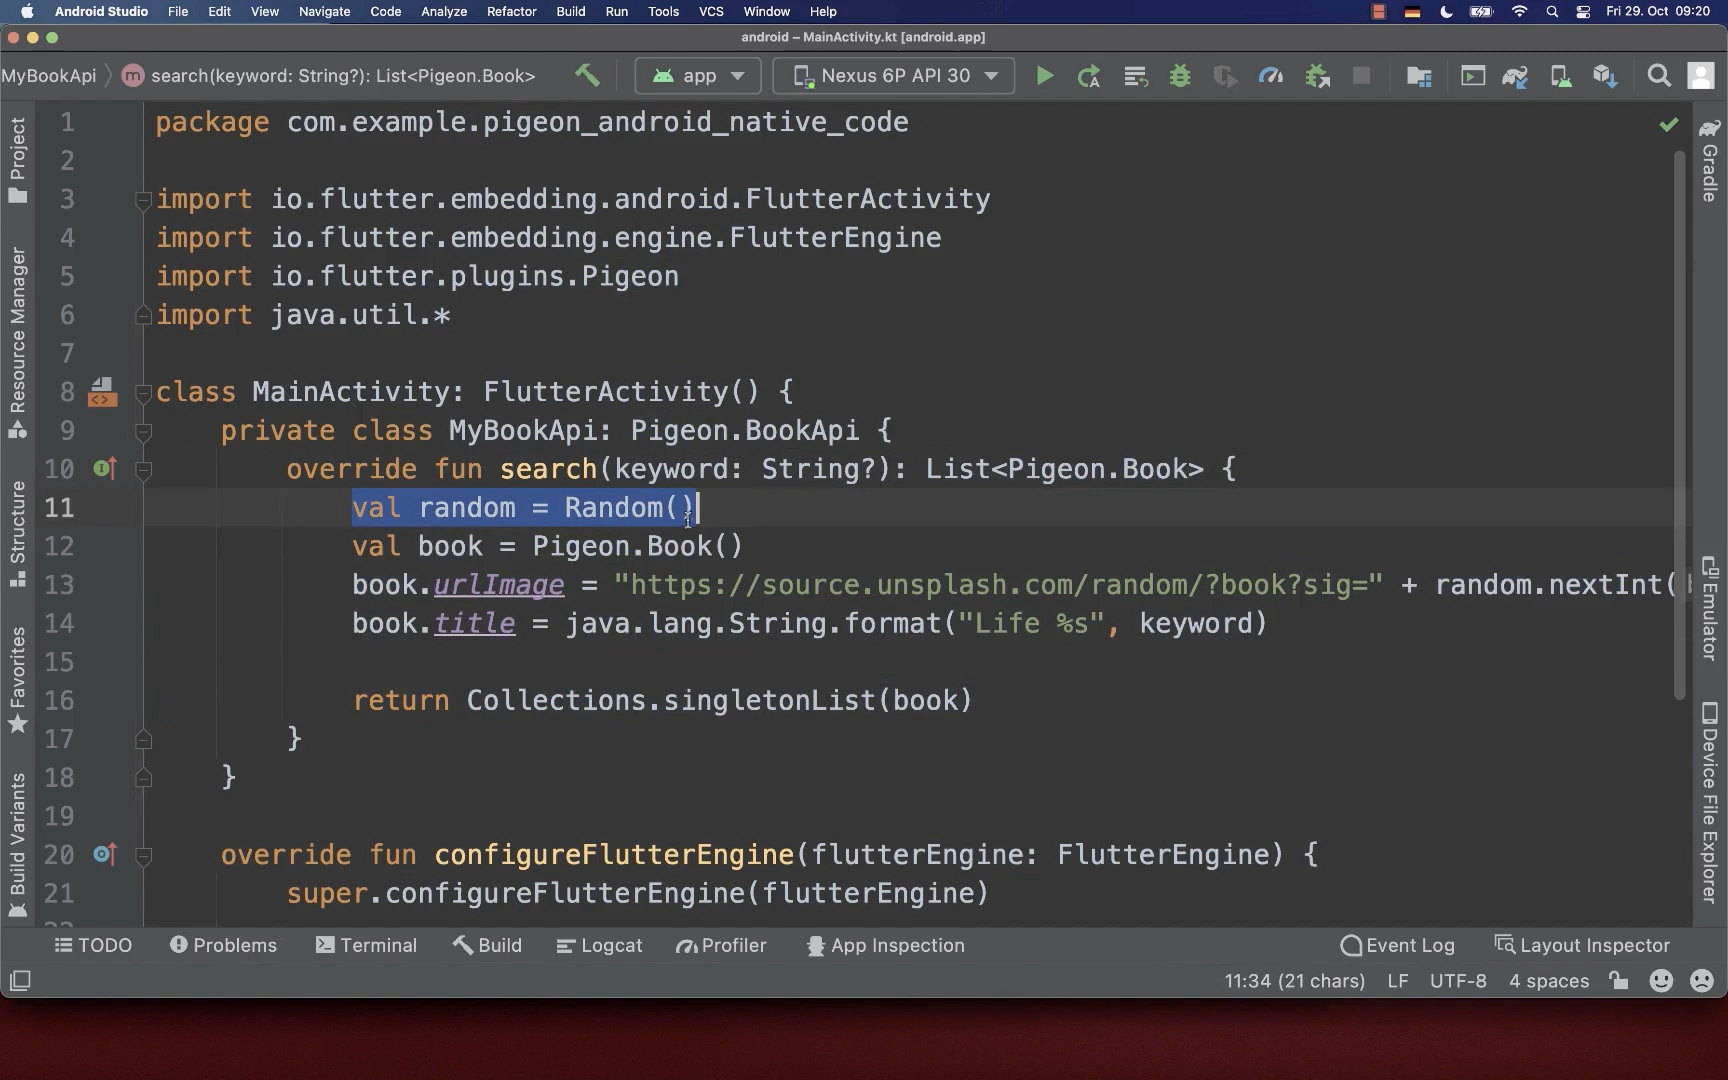 Android Studio File Edit View Navigate Code Analyze Refactor Build Run Tools VCS Window Help Fri 29. Oct 09:20
android – MainActivity.kt [android.app]
MyBookApi m search(keyword: String?): List<Pigeon.Book> app Nexus 6P API 30
Project
Resource Manager
Structure
Favorites
Build Variants
1 package com.example.pigeon_android_native_code
2
3 import io.flutter.embedding.android.FlutterActivity
4 import io.flutter.embedding.engine.FlutterEngine
5 import io.flutter.plugins.Pigeon
6 import java.util.*
7
8 class MainActivity: FlutterActivity() {
9 private class MyBookApi: Pigeon.BookApi {
10 override fun search(keyword: String?): List<Pigeon.Book> {
11 val random = Random()
12 val book = Pigeon.Book()
13 book.urlImage = "https://source.unsplash.com/random/?book?sig=" + random.nextInt(
14 book.title = java.lang.String.format("Life %s", keyword)
15
16 return Collections.singletonList(book)
17 }
18 }
19
20 override fun configureFlutterEngine(flutterEngine: FlutterEngine) {
21 super.configureFlutterEngine(flutterEngine)
Gradle
Emulator
Device File Explorer
TODO Problems Terminal Build Logcat Profiler App Inspection Event Log Layout Inspector
11:34 (21 chars) LF UTF-8 4 spaces